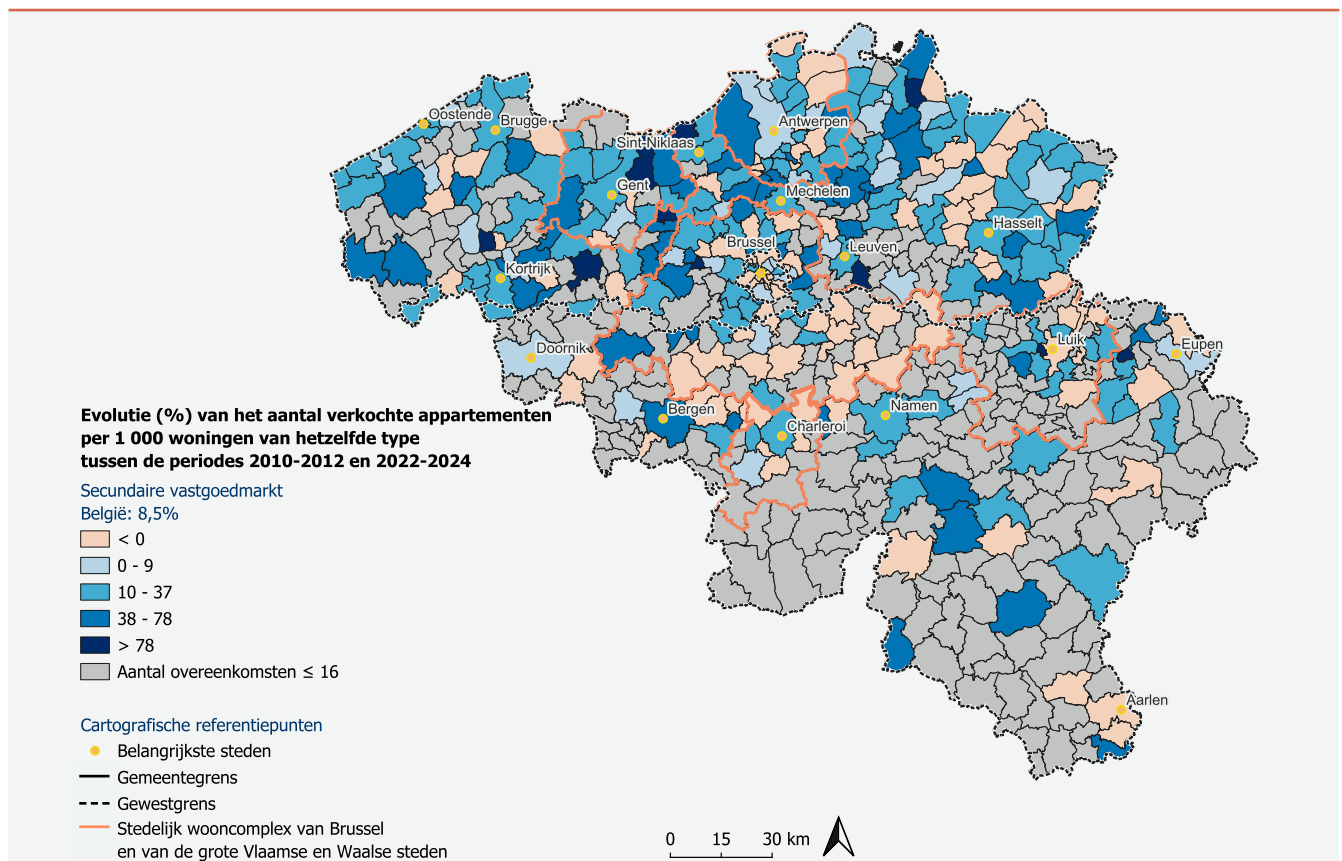 Oostende
Brugge
Sint-Niklaas
Antwerpen
Gent
Mechelen
Hasselt
Brussel
Leuven
Kortrijk
Doornik
Luik
Eupen
Bergen
Namen
Charleroi
Aarlen
Evolutie (%) van het aantal verkochte appartementen
per 1 000 woningen van hetzelfde type
tussen de periodes 2010-2012 en 2022-2024
Secundaire vastgoedmarkt
België: 8,5%
< 0
0 - 9
10 - 37
38 - 78
> 78
Aantal overeenkomsten ≤ 16
Cartografische referentiepunten
Belangrijkste steden
Gemeentegrens
Gewestgrens
Stedelijk wooncomplex van Brussel
en van de grote Vlaamse en Waalse steden
0 15 30 km